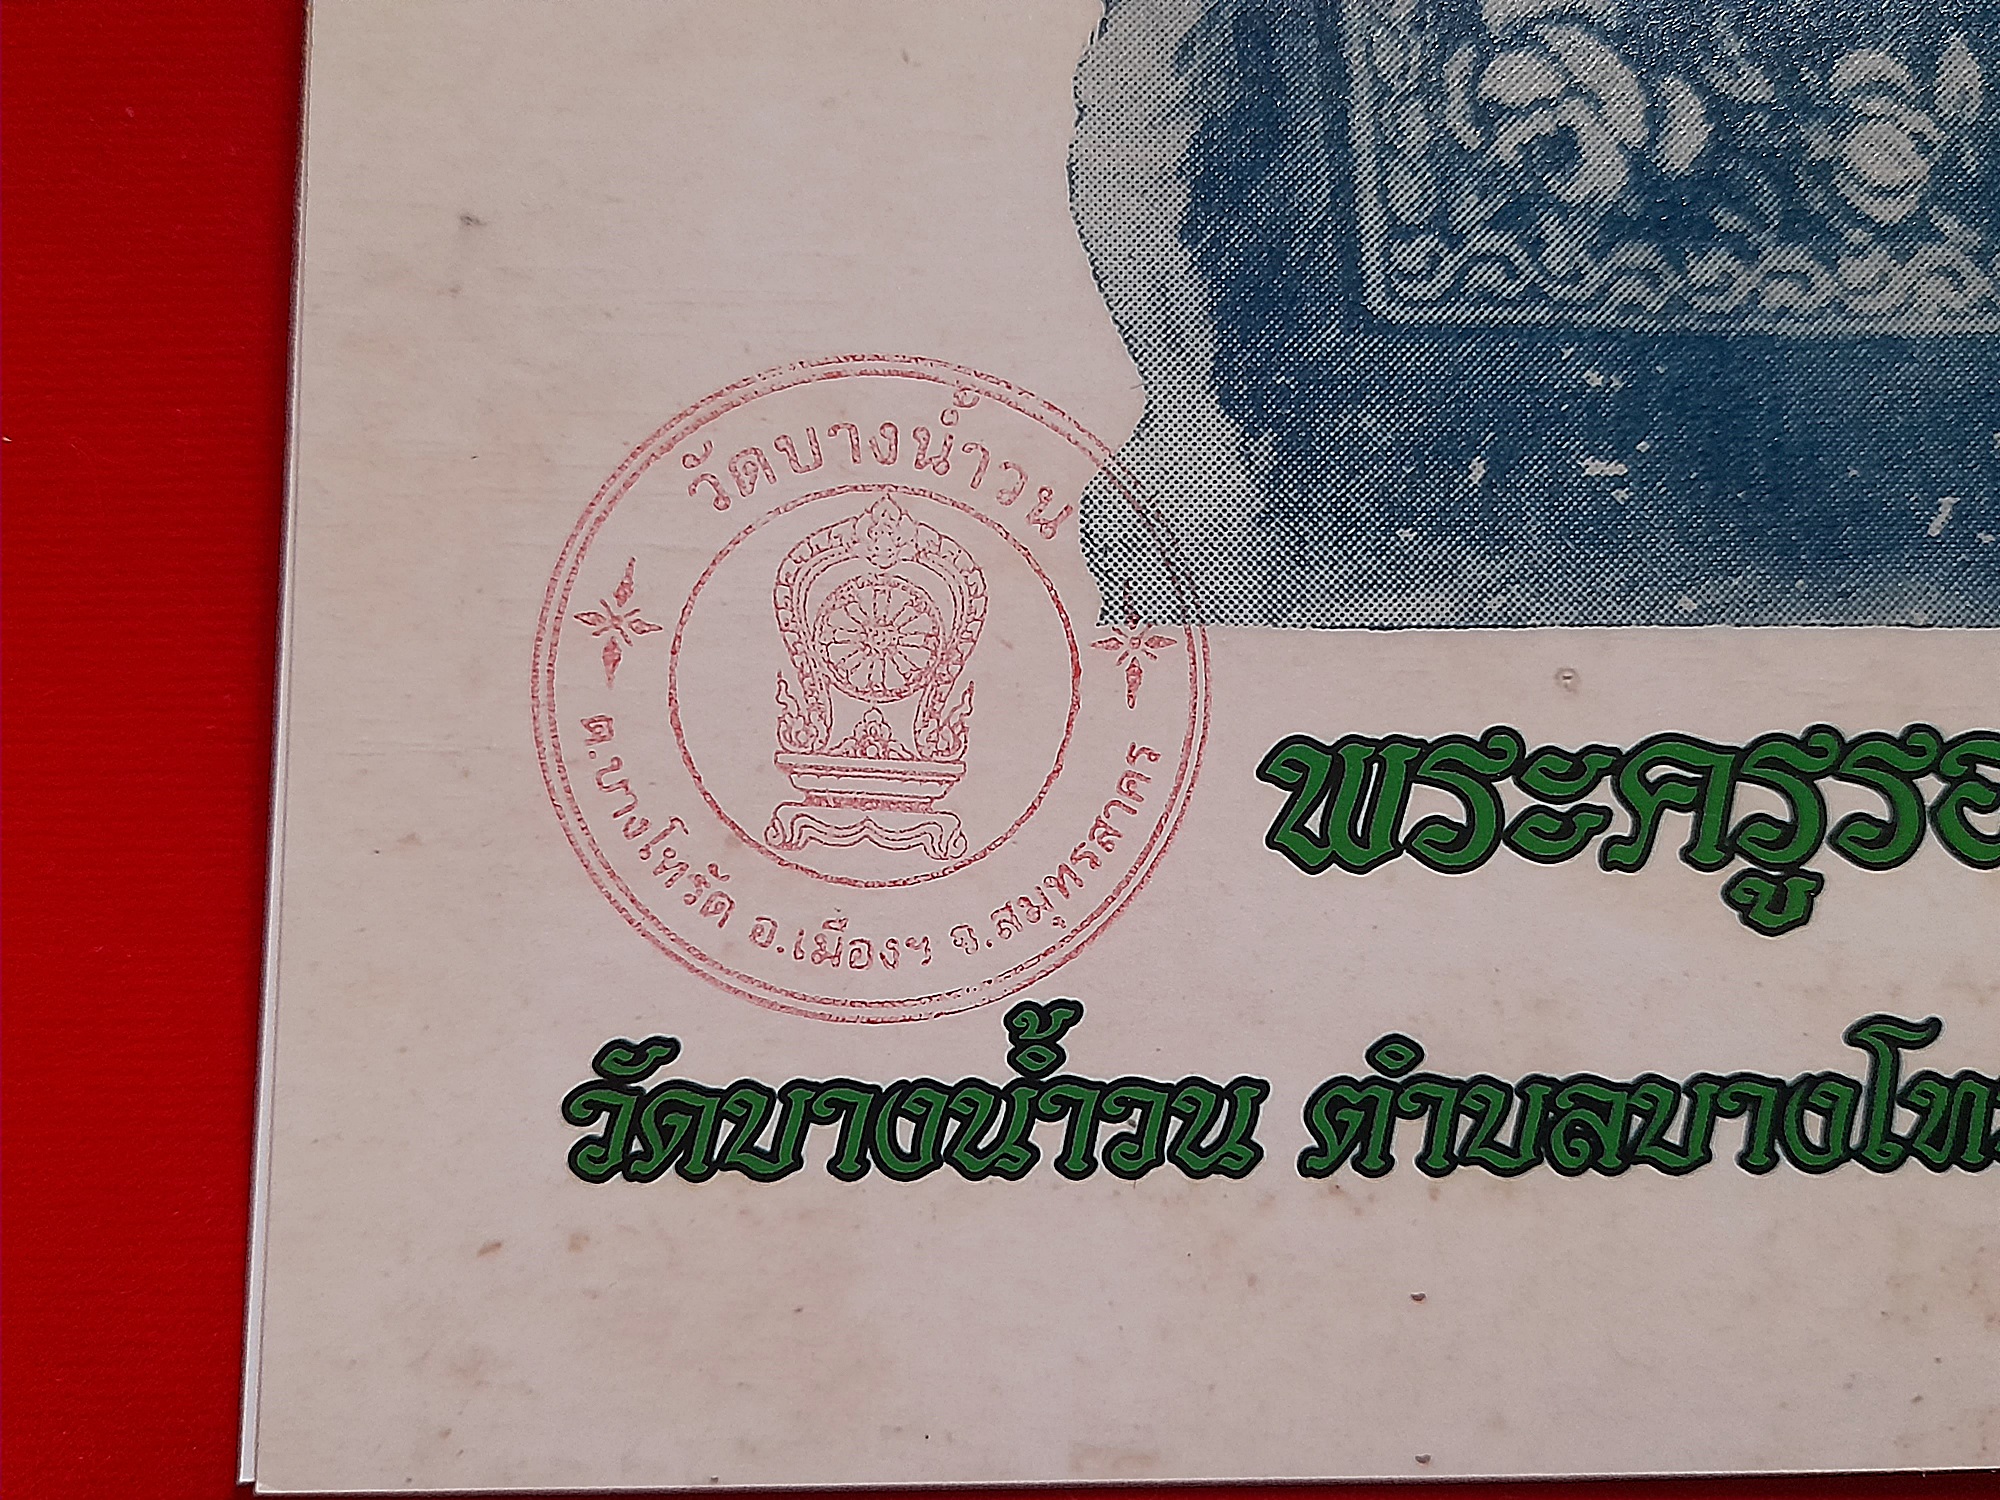 วัดบางน้ำวน
ต.บางโทรัด อ.เมืองฯ จ.สมุทรสาคร
พระครูรอ
วัดบางน้ำวน ตำบลบางโท